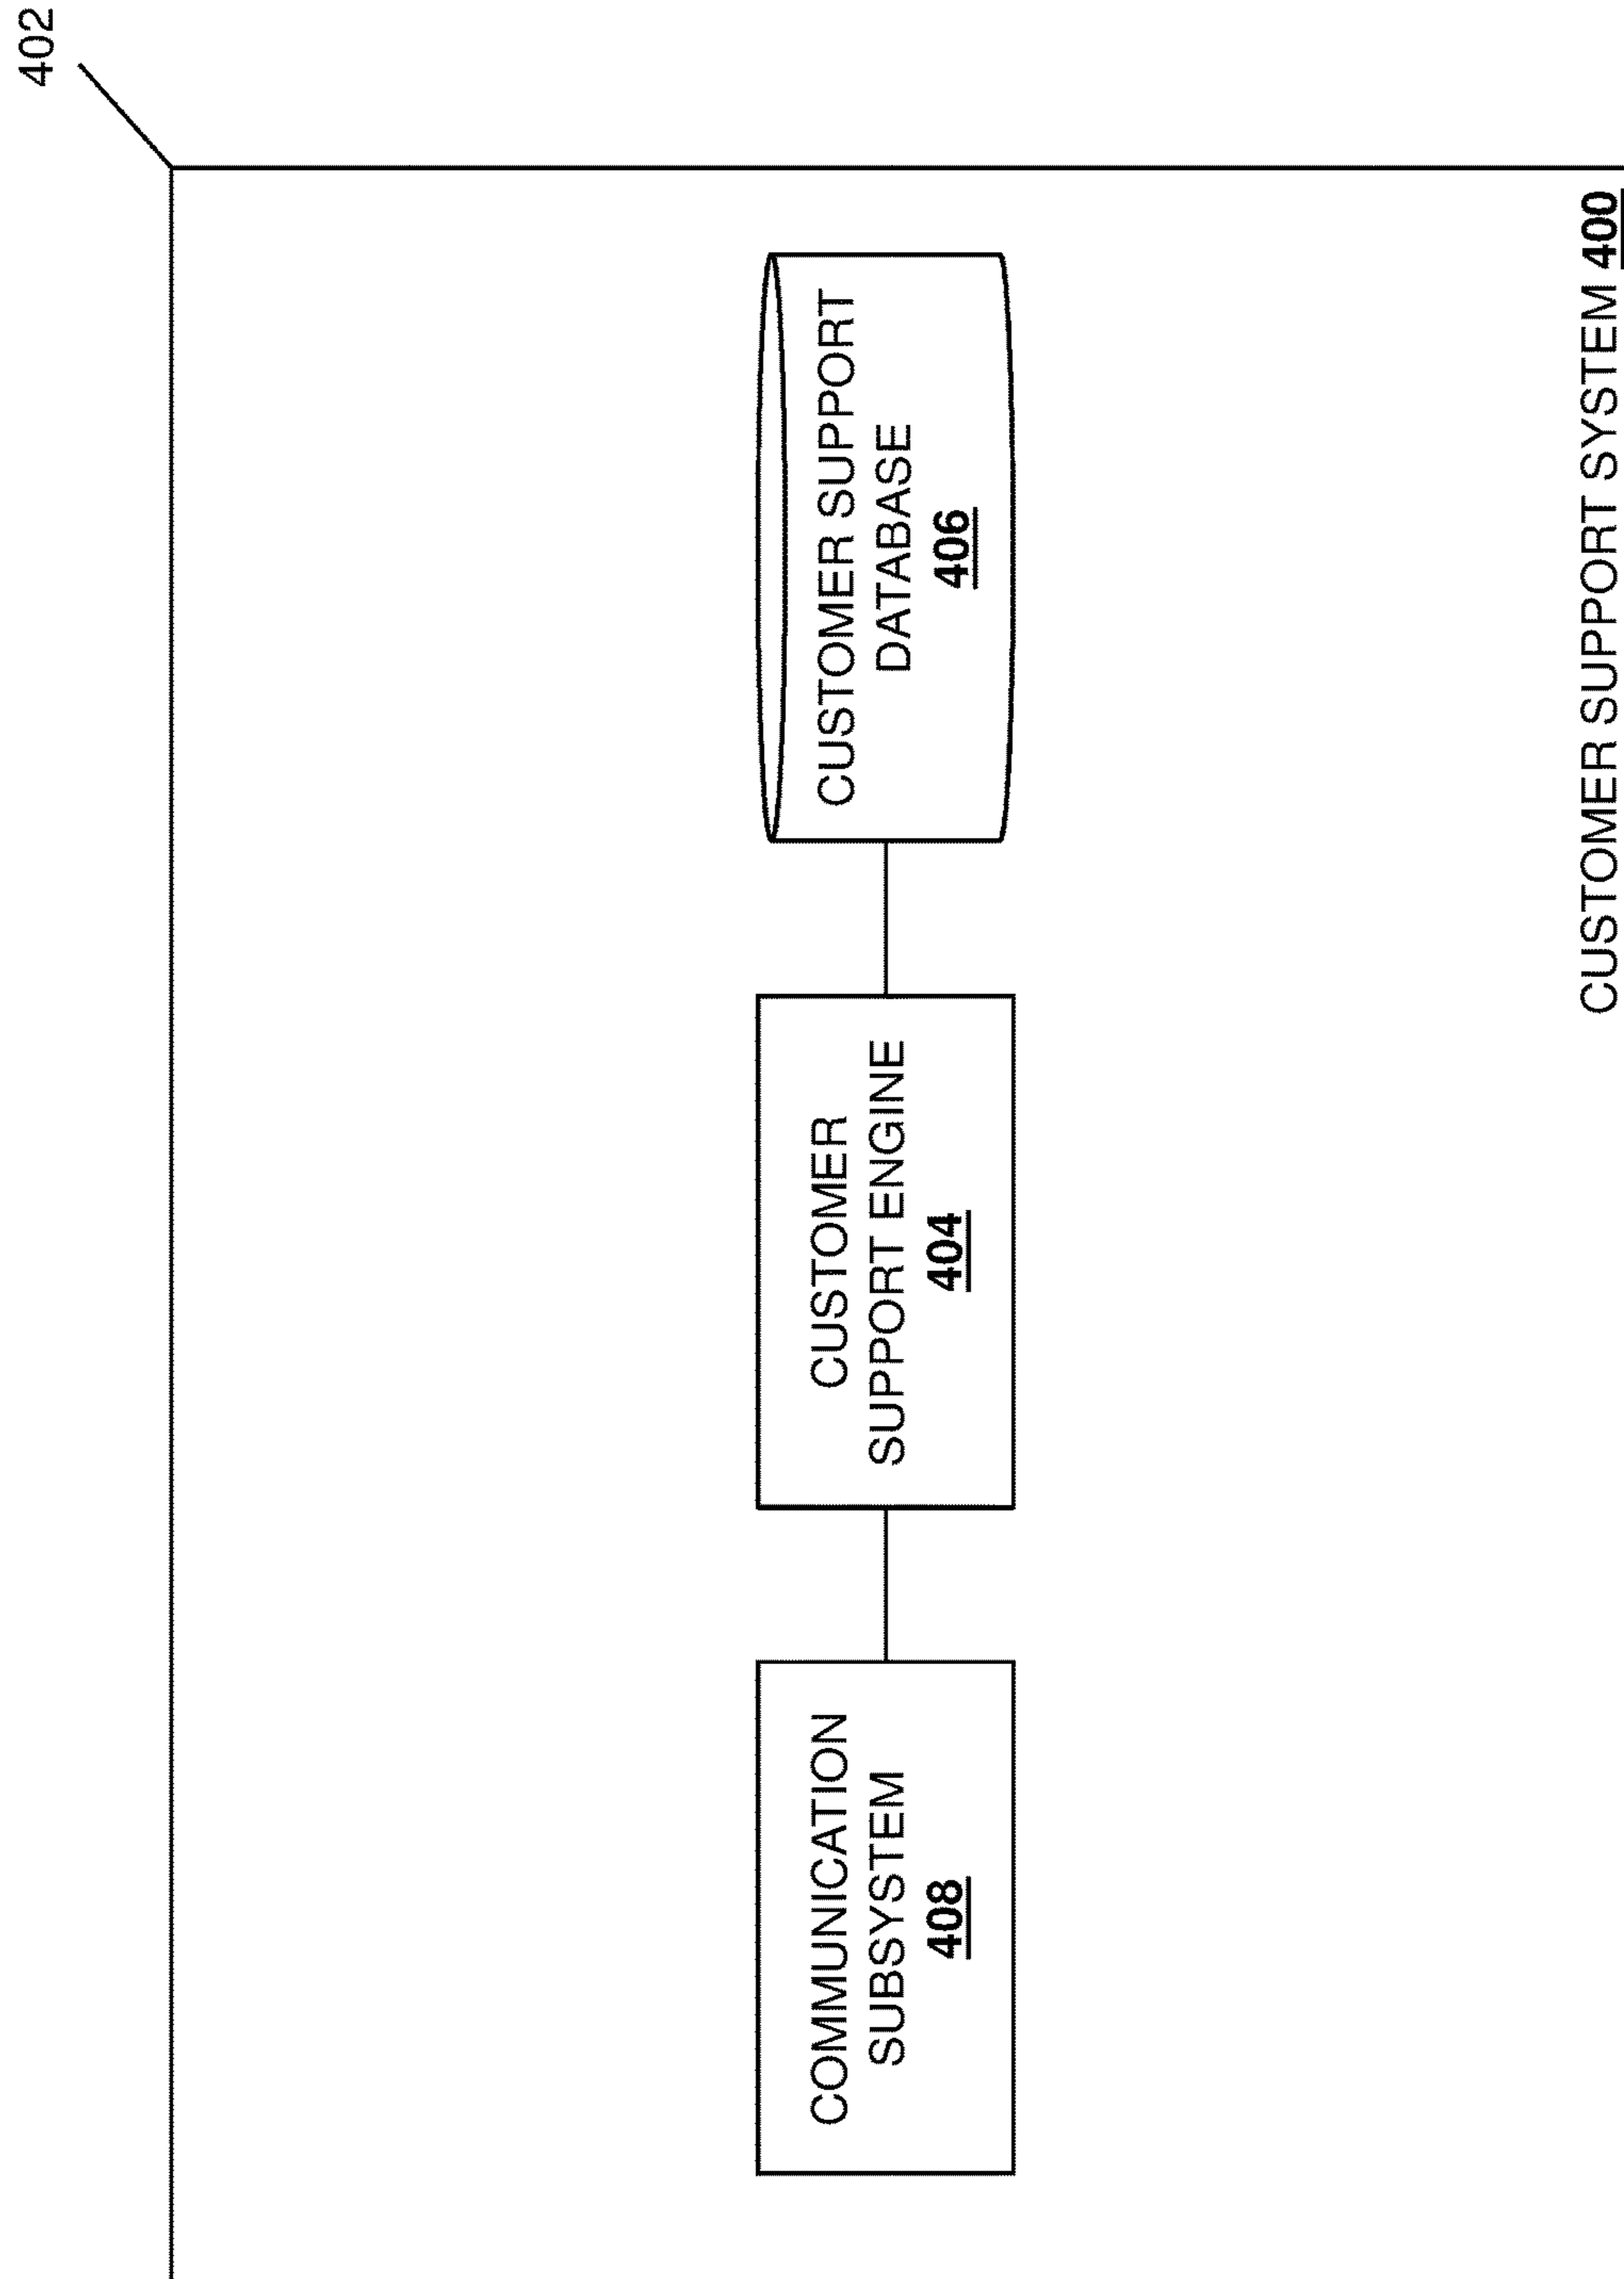 402
COMMUNICATION
SUBSYSTEM
408
CUSTOMER
SUPPORT ENGINE
404
CUSTOMER SUPPORT
DATABASE
406
CUSTOMER SUPPORT SYSTEM 400